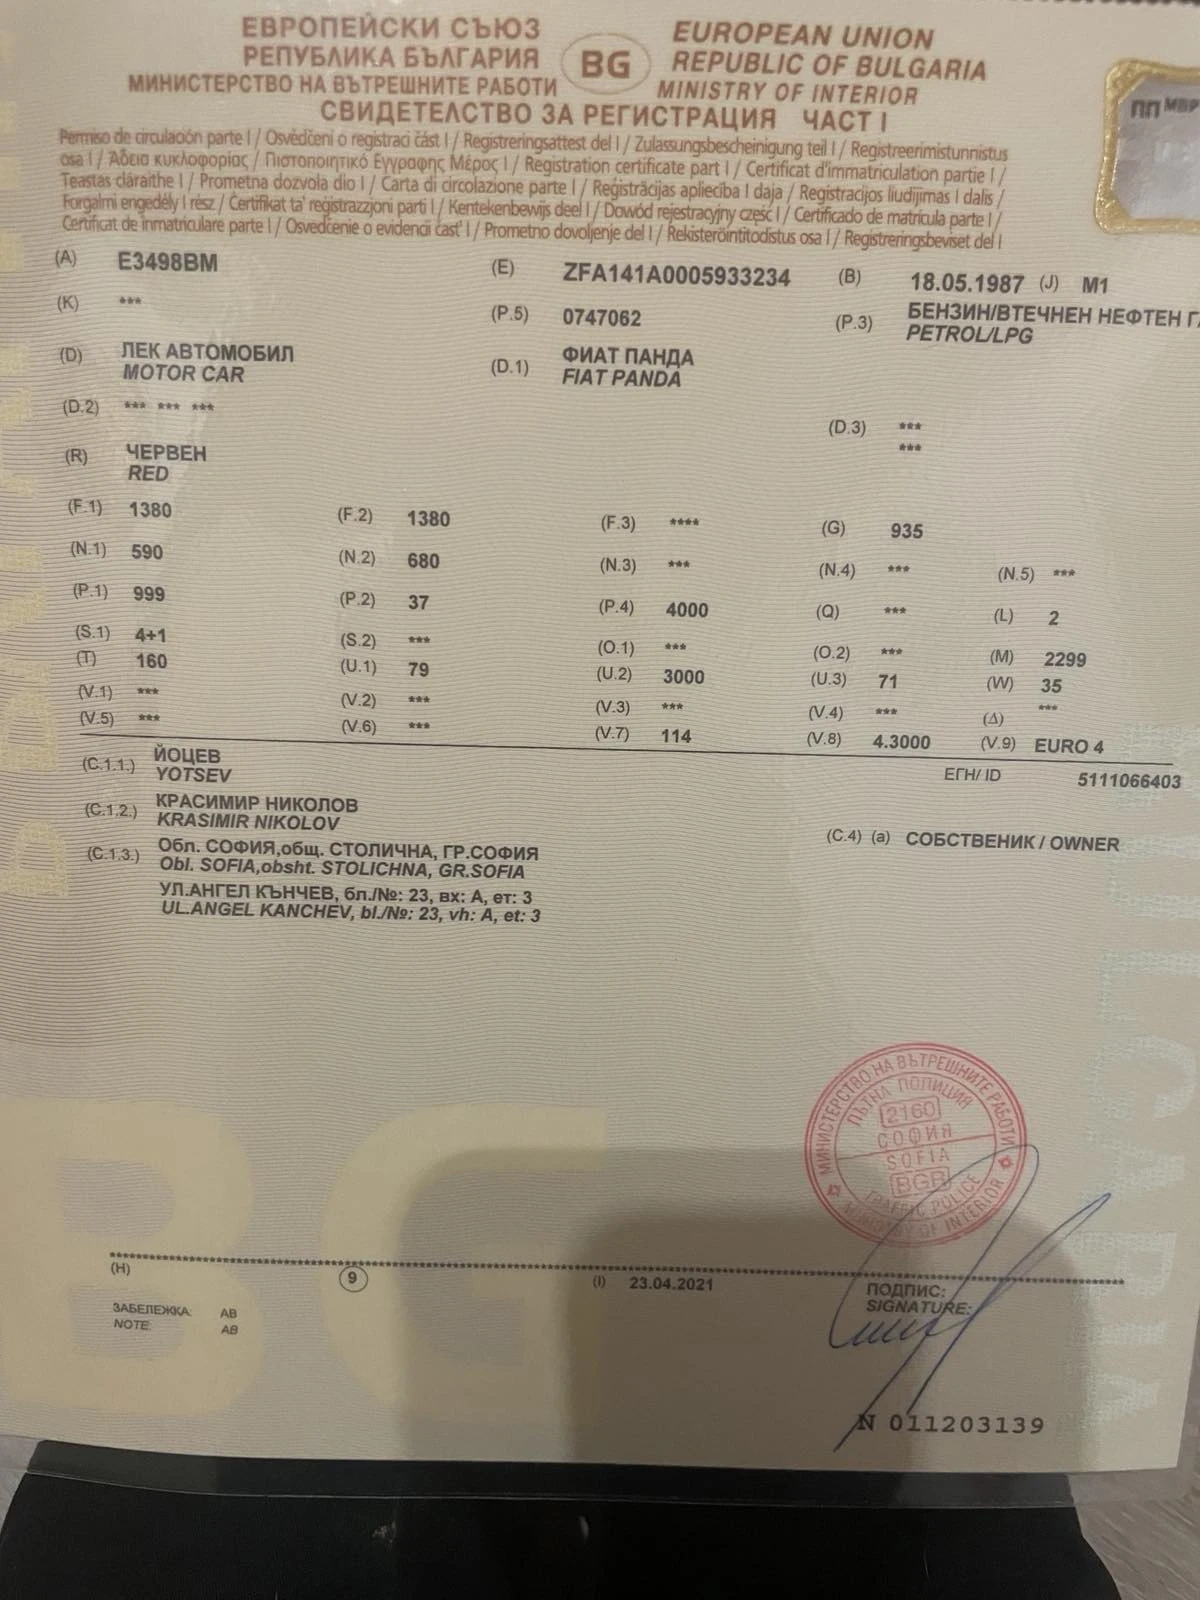 ЕВРОПЕЙСКИ СЪЮЗ
РЕПУБЛИКА БЪЛГАРИЯ
МИНИСТЕРСТВО НА ВЪТРЕШНИТЕ РАБОТИ
BG
EUROPEAN UNION
REPUBLIC OF BULGARIA
MINISTRY OF INTERIOR
СВИДЕТЕЛСТВО ЗА РЕГИСТРАЦИЯ ЧАСТ I
ПП МВР
Permiso de circulación parte I / Osvědčení o registraci část I / Registreringsattest del I / Zulassungsbescheinigung teil I / Registreerimistunnistus
osa I / Άδεια κυκλοφορίας / Πιστοποιητικό Εγγραφής Μέρος I / Registration certificate part I / Certificat d'immatriculation partie I /
Teastas cláraithe I / Prometna dozvola dio I / Carta di circolazione parte I / Reģistrācijas apliecība I daļa / Registracijos liudijimas I dalis /
Forgalmi engedély I rész / Ċertifikat ta' reġistrazzjoni parti I / Kentekenbewijs deel I / Dowód rejestracyjny część I / Certificado de matrícula parte I /
Certificat de înmatriculare parte I / Osvedčenie o evidencii časť I / Prometno dovoljenje del I / Rekisteröintitodistus osa I / Registreringsbeviset del I
(A) E3498BM (E) ZFA141A0005933234 (B) 18.05.1987 (J) M1
(K) *** (P.5) 0747062 (P.3) БЕНЗИН/ВТЕЧНЕН НЕФТЕН
PETROL/LPG
(D) ЛЕК АВТОМОБИЛ (D.1) ФИАТ ПАНДА
MOTOR CAR FIAT PANDA
(D.2) *** *** *** (D.3) ***
***
(R) ЧЕРВЕН
RED
(F.1) 1380 (F.2) 1380 (F.3) **** (G) 935
(N.1) 590 (N.2) 680 (N.3) *** (N.4) *** (N.5) ***
(P.1) 999 (P.2) 37 (P.4) 4000 (Q) *** (L) 2
(S.1) 4+1 (S.2) *** (O.1) *** (O.2) *** (M) 2299
(T) 160 (U.1) 79 (U.2) 3000 (U.3) 71 (W) 35
(V.1) *** (V.2) *** (V.3) *** (V.4) *** (Δ) ***
(V.5) *** (V.6) *** (V.7) 114 (V.8) 4.3000 (V.9) EURO 4
(C.1.1.) ЙОЦЕВ ЕГН/ ID 5111066403
YOTSEV
(C.1.2.) КРАСИМИР НИКОЛОВ
KRASIMIR NIKOLOV
(C.4) (a) СОБСТВЕНИК / OWNER
(C.1.3.) Обл. СОФИЯ,общ. СТОЛИЧНА, ГР.СОФИЯ
Obl. SOFIA,obsht. STOLICHNA, GR.SOFIA
УЛ.АНГЕЛ КЪНЧЕВ, бл./№: 23, вх: А, ет: 3
UL.ANGEL KANCHEV, bl./№: 23, vh: A, et: 3
МИНИСТЕРСТВО НА ВЪТРЕШНИТЕ РАБОТИ
ПЪТНА ПОЛИЦИЯ
2160
СОФИЯ
SOFIA
BGR
TRAFFIC POLICE
MINISTRY OF INTERIOR
(H) 9 (I) 23.04.2021
ПОДПИС:
SIGNATURE:
ЗАБЕЛЕЖКА: АВ
NOTE: AB
N 011203139
BG
BULGARIA